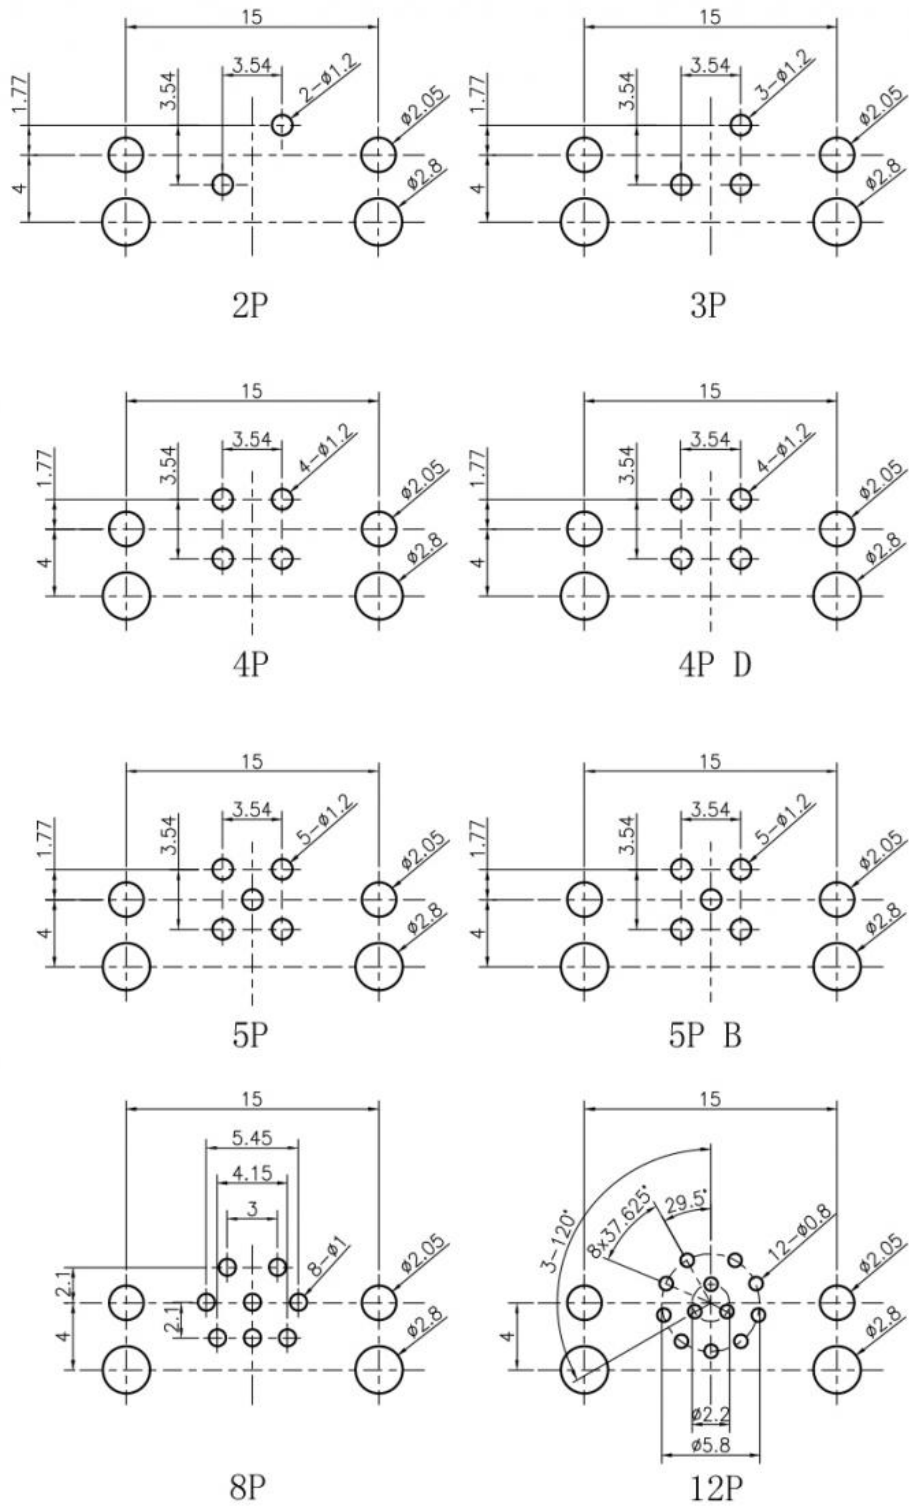 15
3.54
2-ø1.2
1.77
3.54
ø2.05
4
ø2.8
2P
15
3.54
3-ø1.2
1.77
3.54
ø2.05
4
ø2.8
3P
15
3.54
4-ø1.2
1.77
3.54
ø2.05
4
ø2.8
4P
15
3.54
4-ø1.2
1.77
3.54
ø2.05
4
ø2.8
4P D
15
3.54
5-ø1.2
1.77
3.54
ø2.05
4
ø2.8
5P
15
3.54
5-ø1.2
1.77
3.54
ø2.05
4
ø2.8
5P B
15
5.45
4.15
3
8-ø1
2.1
ø2.05
2.1
4
ø2.8
8P
15
29.5°
8x37.625°
3-120°
12-ø0.8
ø2.05
4
ø2.8
ø2.2
ø5.8
12P